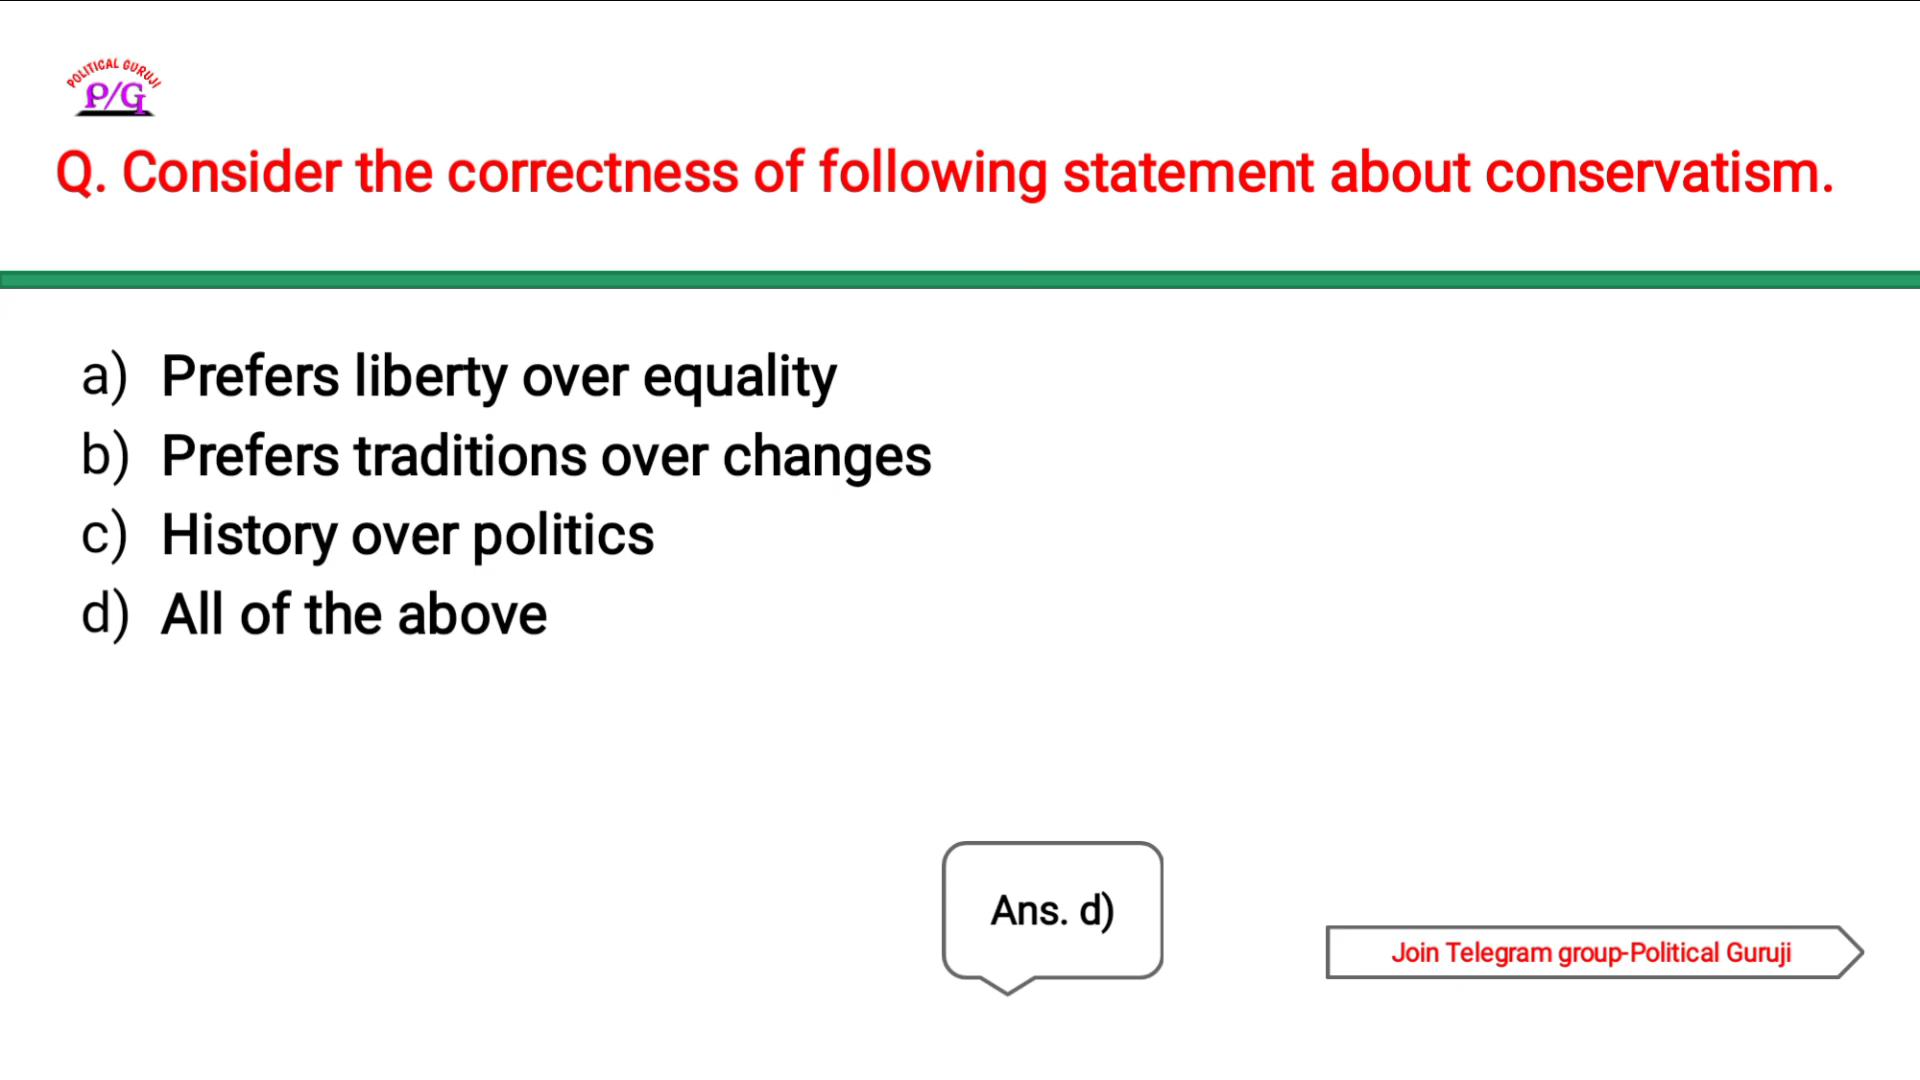 POLITICAL GURUJI
P/G
Q. Consider the correctness of following statement about conservatism.
a) Prefers liberty over equality
b) Prefers traditions over changes
c) History over politics
d) All of the above
Ans. d)
Join Telegram group-Political Guruji